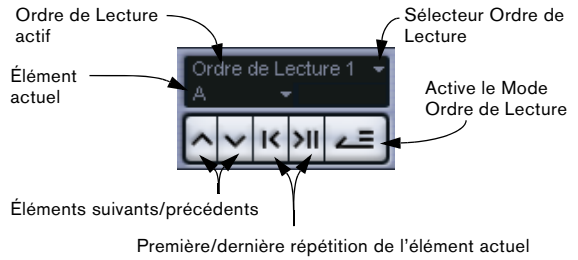 Ordre de Lecture
actif
Sélecteur Ordre de
Lecture
Élément
actuel
Ordre de Lecture 1
A
Active le Mode
Ordre de Lecture
Éléments suivants/précédents
Première/dernière répétition de l'élément actuel